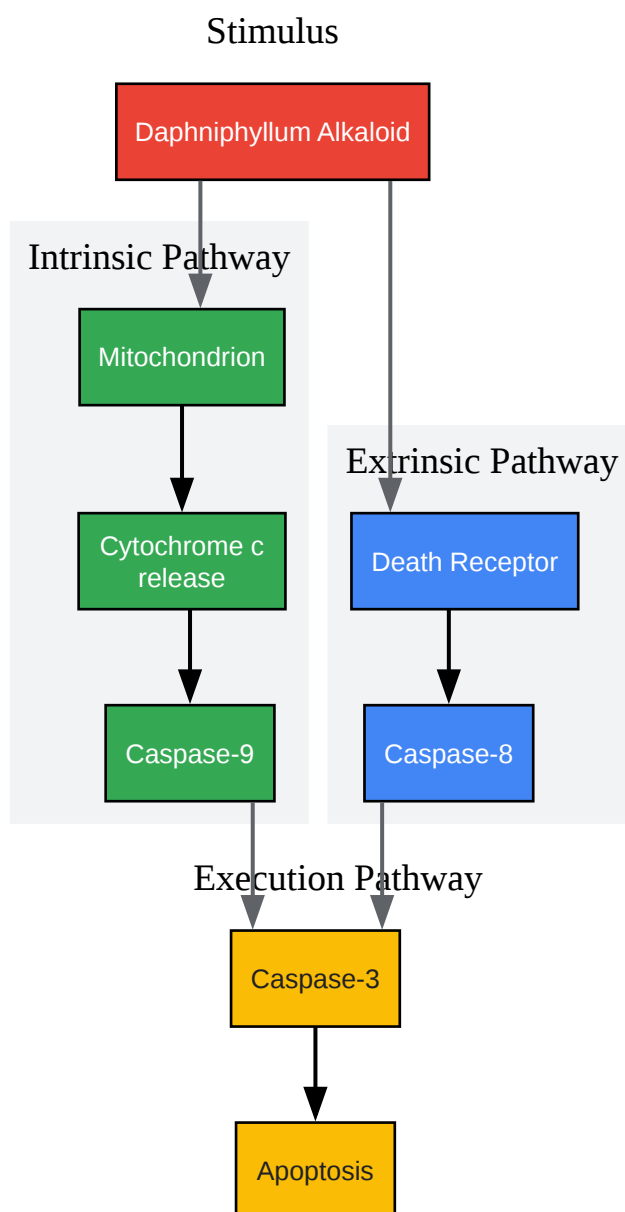 Stimulus
Daphniphyllum Alkaloid
Intrinsic Pathway
Mitochondrion
Extrinsic Pathway
Cytochrome c
release
Death Receptor
Caspase-9
Caspase-8
Execution Pathway
Caspase-3
Apoptosis